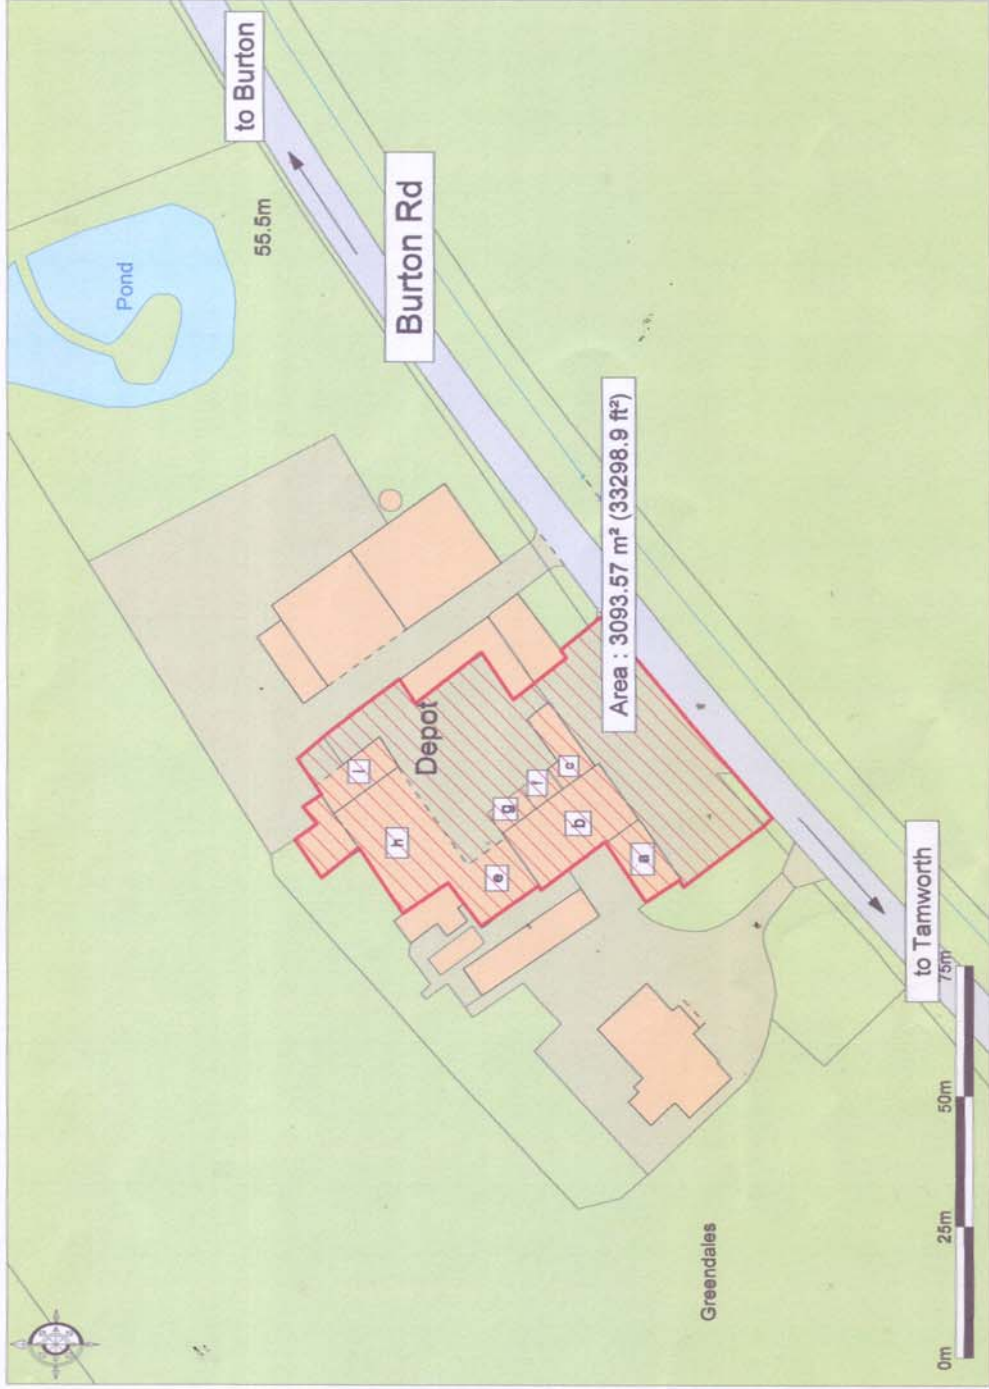 to Burton
55.5m
Pond
Burton Rd
Area : 3093.57 m² (33298.9 ft²)
Depot
j
h
g
f
c
e
b
a
to Tamworth
Greendales
0m 25m 50m 75m